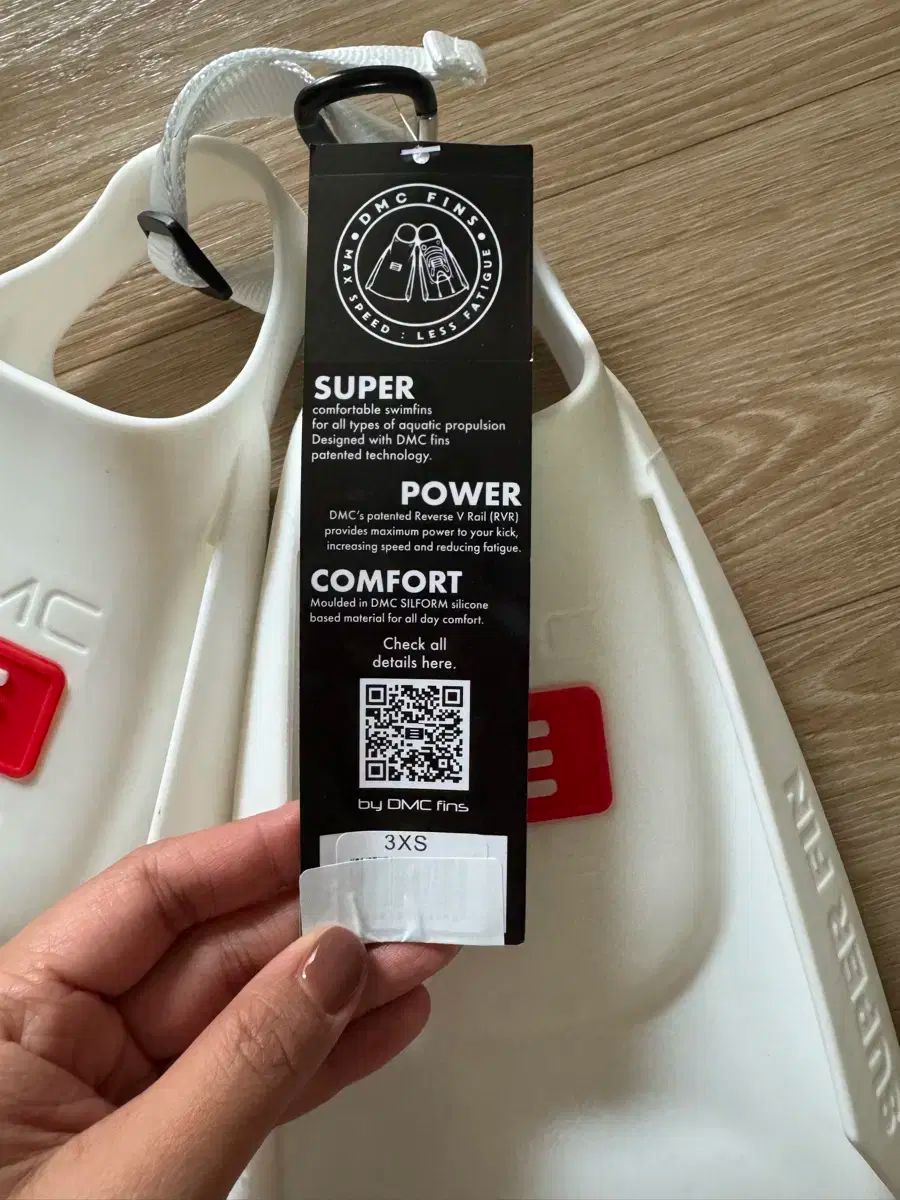 DMC FINS
MAX SPEED : LESS FATIGUE
SUPER
comfortable swimfins
for all types of aquatic propulsion
Designed with DMC fins
patented technology.
POWER
DMC's patented Reverse V Rail (RVR)
provides maximum power to your kick,
increasing speed and reducing fatigue.
COMFORT
Moulded in DMC SILFORM silicone
based material for all day comfort.
Check all
details here.
by DMC fins
3XS
MC
SUPER FIN